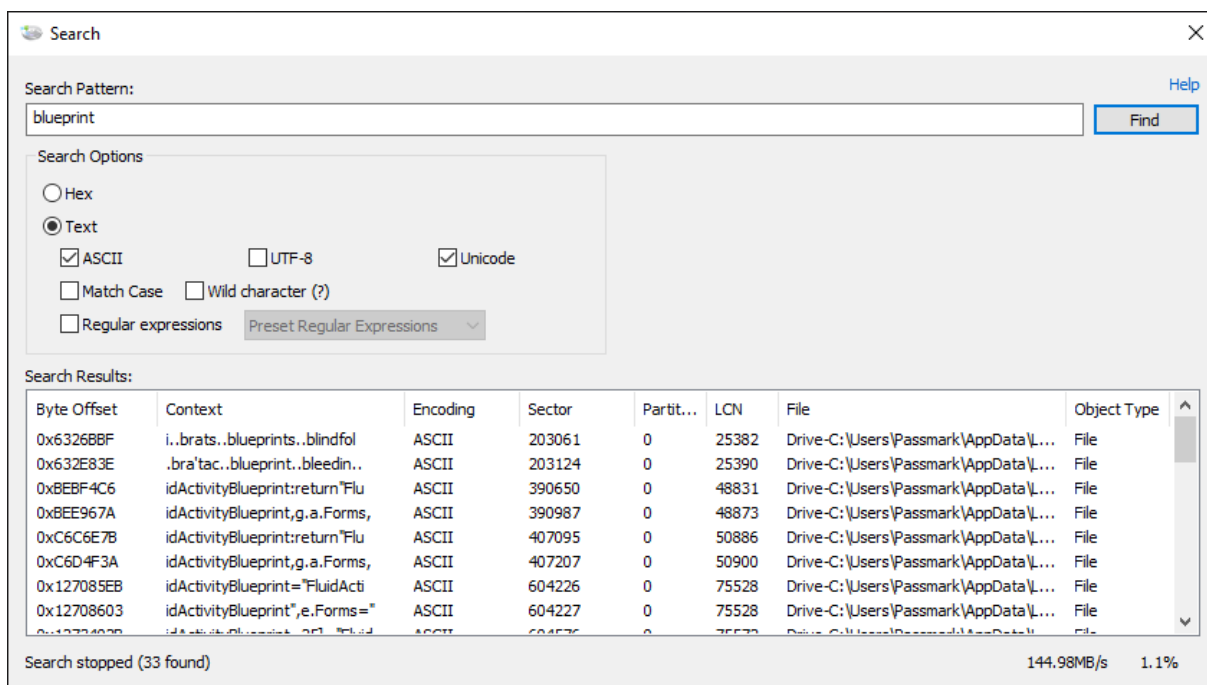 Search
Help
Search Pattern:
blueprint
Find
Search Options
Hex
Text
ASCII UTF-8 Unicode
Match Case Wild character (?)
Regular expressions Preset Regular Expressions
Search Results:
Byte Offset Context Encoding Sector Partit... LCN File Object Type
0x6326BBF i..brats..blueprints..blindfol ASCII 203061 0 25382 Drive-C:\Users\Passmark\AppData\L... File
0x632E83E .bra'tac..blueprint..bleedin.. ASCII 203124 0 25390 Drive-C:\Users\Passmark\AppData\L... File
0xBEBF4C6 idActivityBlueprint:return"Flu ASCII 390650 0 48831 Drive-C:\Users\Passmark\AppData\L... File
0xBEE967A idActivityBlueprint,g.a.Forms, ASCII 390987 0 48873 Drive-C:\Users\Passmark\AppData\L... File
0xC6C6E7B idActivityBlueprint:return"Flu ASCII 407095 0 50886 Drive-C:\Users\Passmark\AppData\L... File
0xC6D4F3A idActivityBlueprint,g.a.Forms, ASCII 407207 0 50900 Drive-C:\Users\Passmark\AppData\L... File
0x127085EB idActivityBlueprint="FluidActi ASCII 604226 0 75528 Drive-C:\Users\Passmark\AppData\L... File
0x12708603 idActivityBlueprint",e.Forms=" ASCII 604227 0 75528 Drive-C:\Users\Passmark\AppData\L... File
Search stopped (33 found) 144.98MB/s 1.1%